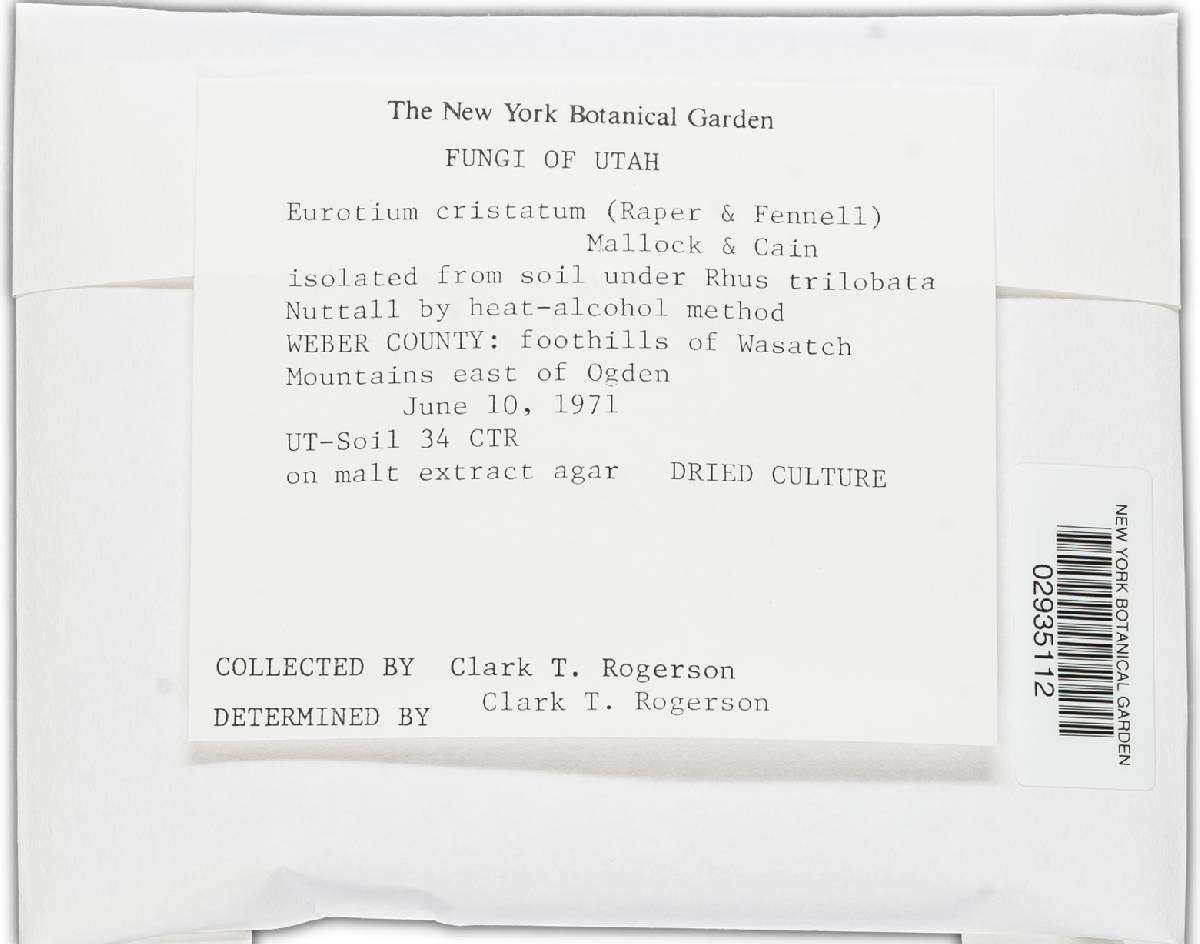 The New York Botanical Garden
FUNGI OF UTAH
Eurotium cristatum (Raper & Fennell)
Mallock & Cain
isolated from soil under Rhus trilobata
Nuttall by heat-alcohol method
WEBER COUNTY: foothills of Wasatch
Mountains east of Ogden
June 10, 1971
UT-Soil 34 CTR
on malt extract agar DRIED CULTURE
COLLECTED BY Clark T. Rogerson
DETERMINED BY Clark T. Rogerson
NEW YORK BOTANICAL GARDEN
02935112